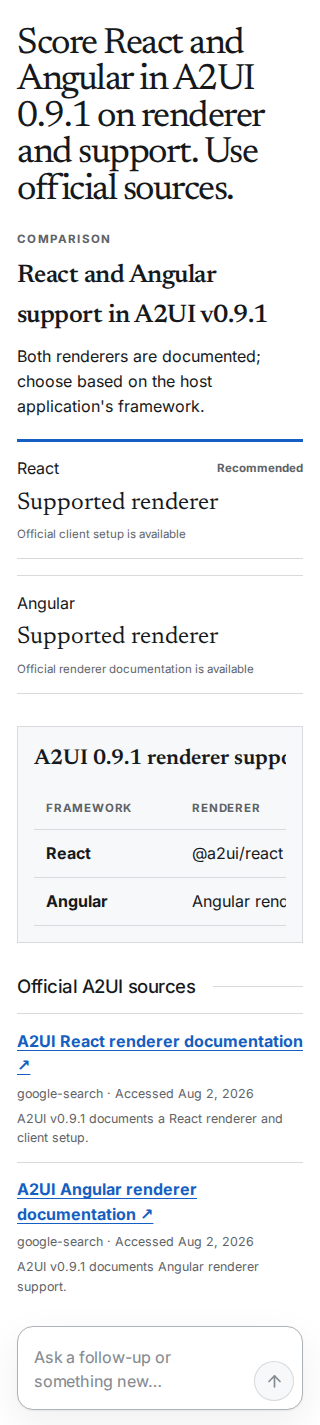 Score React and
Angular in A2UI
0.9.1 on renderer
and support. Use
official sources.
COMPARISON
React and Angular
support in A2UI v0.9.1
Both renderers are documented;
choose based on the host
application's framework.
React
Recommended
Supported renderer
Official client setup is available
Angular
Supported renderer
Official renderer documentation is available
A2UI 0.9.1 renderer suppo
FRAMEWORK RENDERER
React @a2ui/react
Angular Angular rend
Official A2UI sources
A2UI React renderer documentation
↗
google-search · Accessed Aug 2, 2026
A2UI v0.9.1 documents a React renderer and
client setup.
A2UI Angular renderer
documentation ↗
google-search · Accessed Aug 2, 2026
A2UI v0.9.1 documents Angular renderer
support.
Ask a follow-up or
something new...